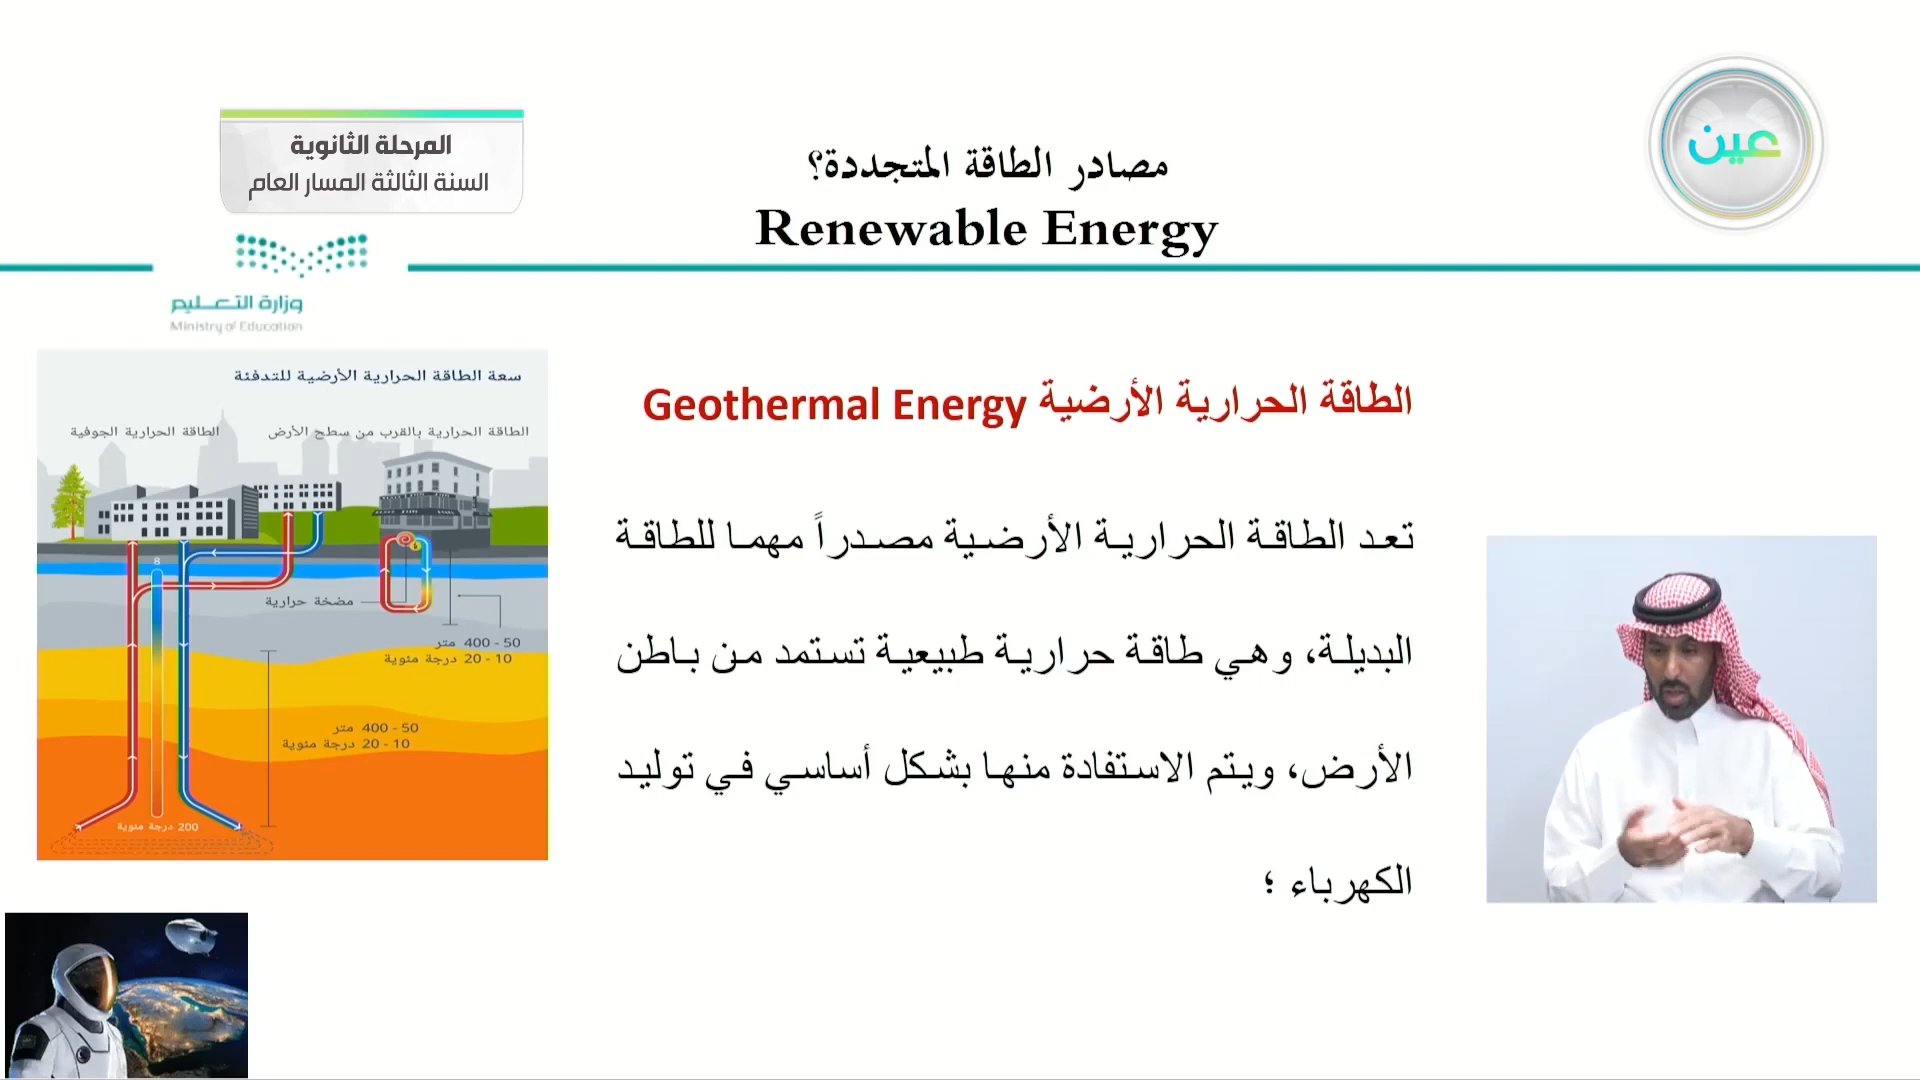 المرحلة الثانوية
السنة الثالثة المسار العام
عين
مصادر الطاقة المتجددة؟
Renewable Energy
وزارة التعليم
Ministry of Education
الطاقة الحرارية الأرضية Geothermal Energy
تعد الطاقة الحرارية الأرضية مصدراً مهما للطاقة
البديلة، وهي طاقة حرارية طبيعية تستمد من باطن
الأرض، ويتم الاستفادة منها بشكل أساسي في توليد
الكهرباء ؛
سعة الطاقة الحرارية الأرضية للتدفئة
الطاقة الحرارية بالقرب من سطح الأرض
الطاقة الحرارية الجوفية
8
مضخة حرارية
50 - 400 متر
10 - 20 درجة مئوية
50 - 400 متر
10 - 20 درجة مئوية
200 درجة مئوية